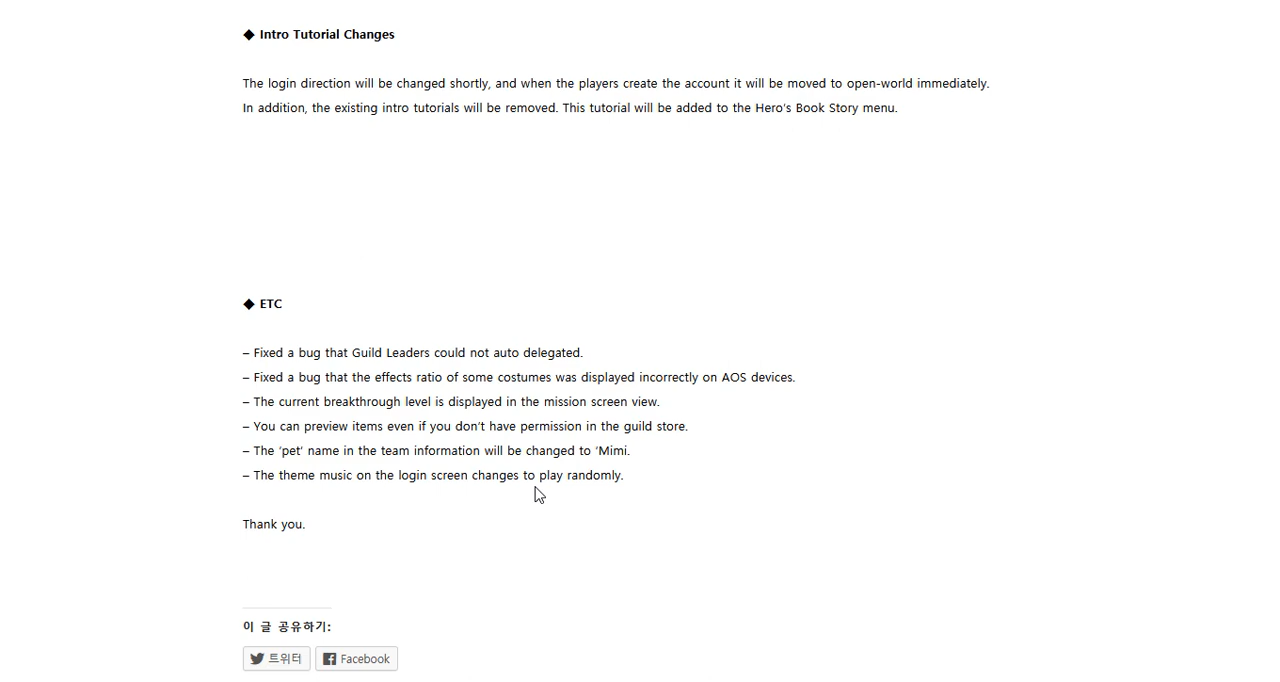 ◆ Intro Tutorial Changes
The login direction will be changed shortly, and when the players create the account it will be moved to open-world immediately.
In addition, the existing intro tutorials will be removed. This tutorial will be added to the Hero's Book Story menu.
◆ ETC
– Fixed a bug that Guild Leaders could not auto delegated.
– Fixed a bug that the effects ratio of some costumes was displayed incorrectly on AOS devices.
– The current breakthrough level is displayed in the mission screen view.
– You can preview items even if you don't have permission in the guild store.
– The 'pet' name in the team information will be changed to 'Mimi.
– The theme music on the login screen changes to play randomly.
Thank you.
이 글 공유하기:
트위터 Facebook